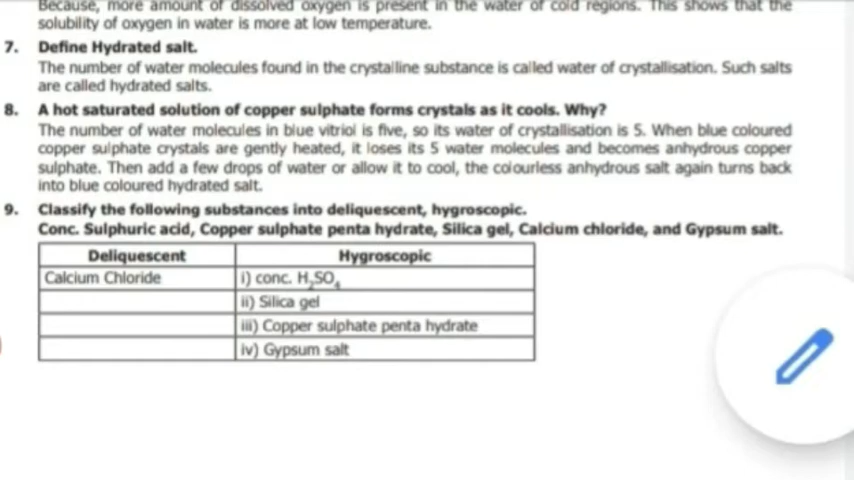 Because, more amount of dissolved oxygen is present in the water of cold regions. This shows that the
solubility of oxygen in water is more at low temperature.
7. Define Hydrated salt.
The number of water molecules found in the crystalline substance is called water of crystallisation. Such salts
are called hydrated salts.
8. A hot saturated solution of copper sulphate forms crystals as it cools. Why?
The number of water molecules in blue vitriol is five, so its water of crystallisation is 5. When blue coloured
copper sulphate crystals are gently heated, it loses its 5 water molecules and becomes anhydrous copper
sulphate. Then add a few drops of water or allow it to cool, the colourless anhydrous salt again turns back
into blue coloured hydrated salt.
9. Classify the following substances into deliquescent, hygroscopic.
Conc. Sulphuric acid, Copper sulphate penta hydrate, Silica gel, Calcium chloride, and Gypsum salt.
Deliquescent Hygroscopic
Calcium Chloride i) conc. H₂SO₄
ii) Silica gel
iii) Copper sulphate penta hydrate
iv) Gypsum salt